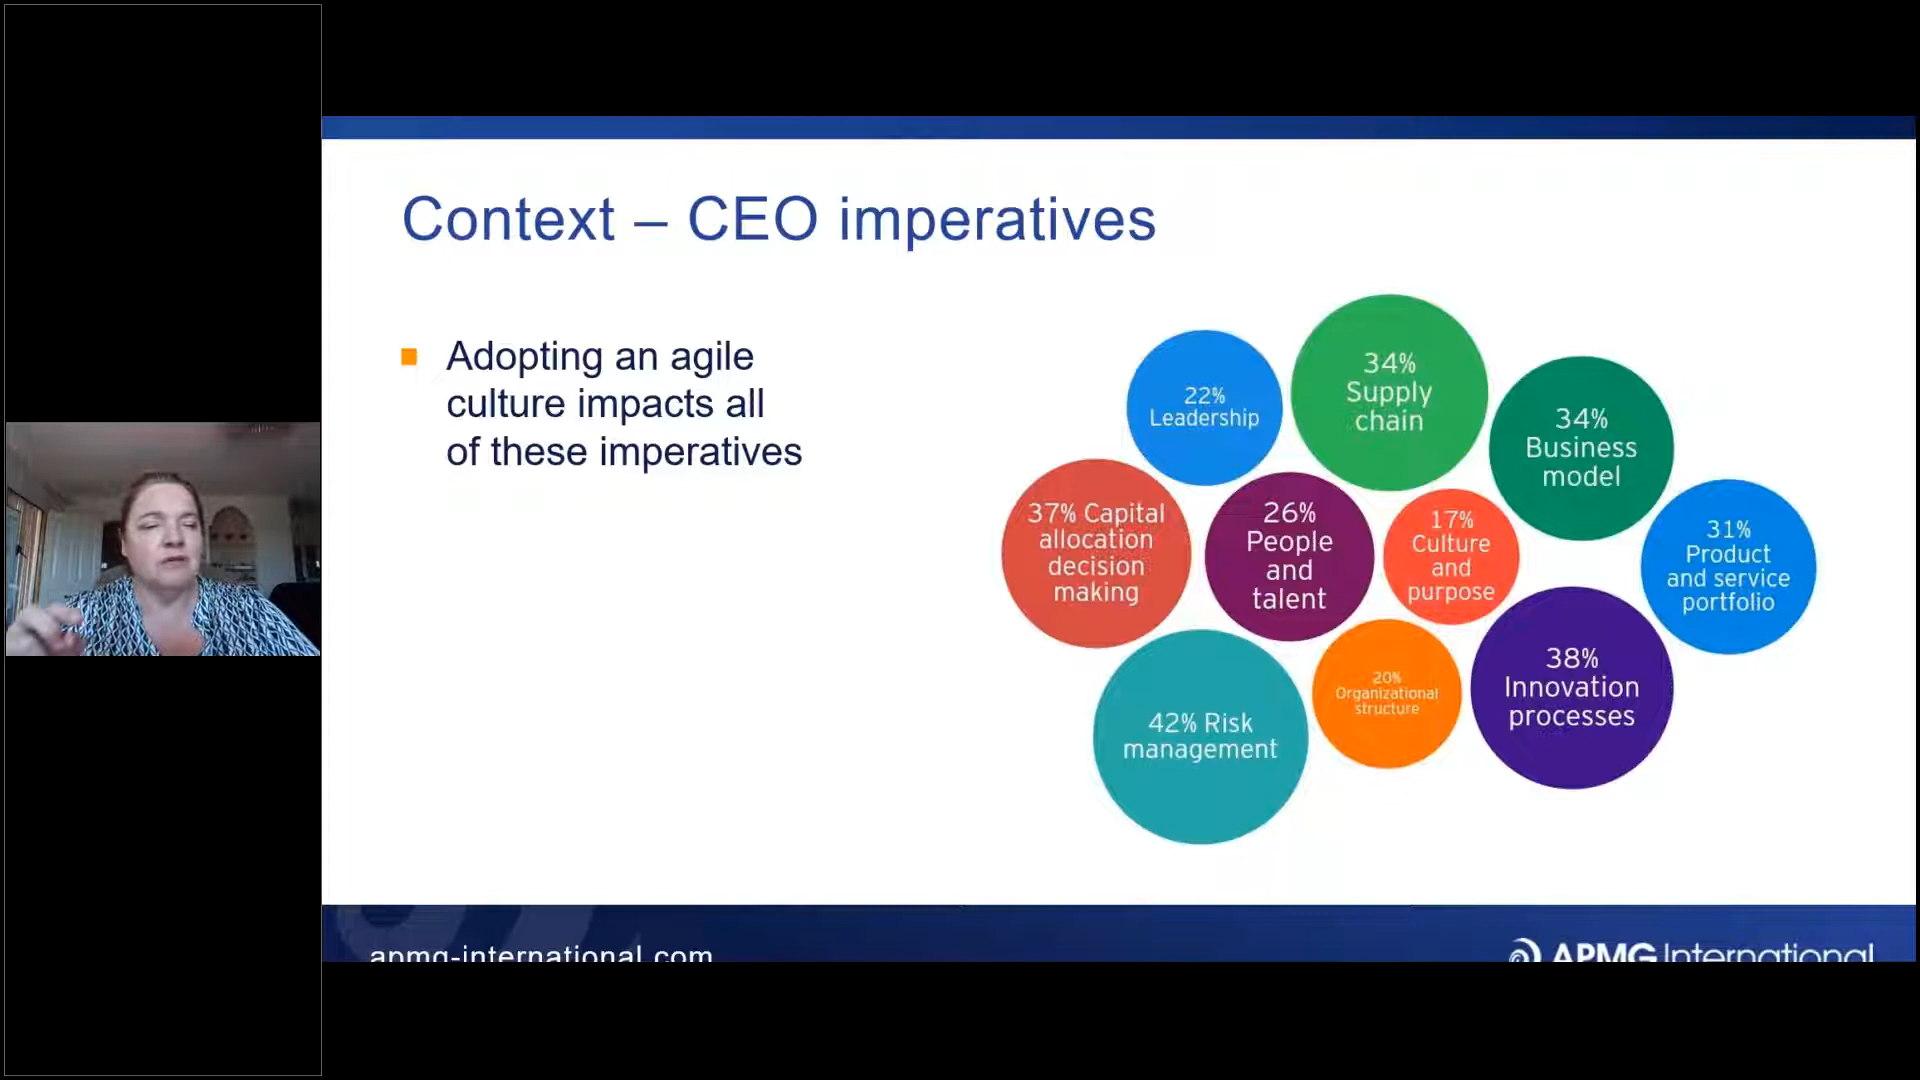 Context – CEO imperatives
Adopting an agile
culture impacts all
of these imperatives
22%
Leadership
34%
Supply
chain
34%
Business
model
37% Capital
allocation
decision
making
26%
People
and
talent
17%
Culture
and
purpose
31%
Product
and service
portfolio
42% Risk
management
20%
Organizational
structure
38%
Innovation
processes
apmg-international.com
APMG International